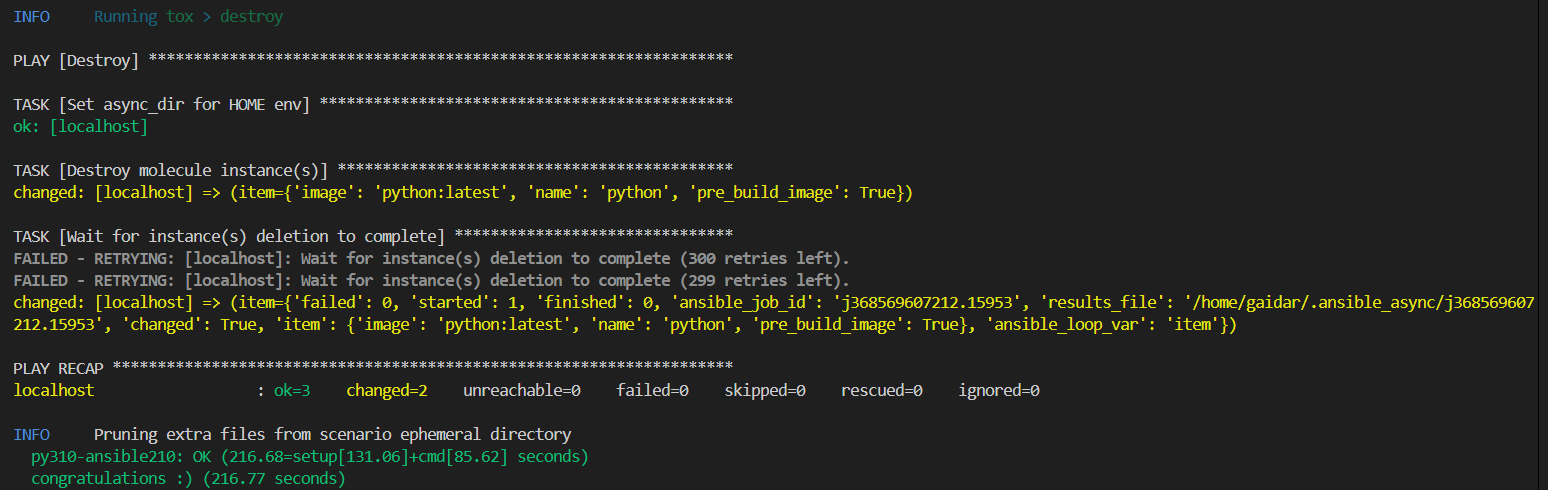 INFO     Running tox > destroy
PLAY [Destroy] *****************************************************************
TASK [Set async_dir for HOME env] **********************************************
ok: [localhost]
TASK [Destroy molecule instance(s)] ********************************************
changed: [localhost] => (item={'image': 'python:latest', 'name': 'python', 'pre_build_image': True})
TASK [Wait for instance(s) deletion to complete] *******************************
FAILED - RETRYING: [localhost]: Wait for instance(s) deletion to complete (300 retries left).
FAILED - RETRYING: [localhost]: Wait for instance(s) deletion to complete (299 retries left).
changed: [localhost] => (item={'failed': 0, 'started': 1, 'finished': 0, 'ansible_job_id': 'j368569607212.15953', 'results_file': '/home/gaidar/.ansible_async/j368569607
212.15953', 'changed': True, 'item': {'image': 'python:latest', 'name': 'python', 'pre_build_image': True}, 'ansible_loop_var': 'item'})
PLAY RECAP *********************************************************************
localhost                  : ok=3    changed=2    unreachable=0    failed=0    skipped=0    rescued=0    ignored=0
INFO     Pruning extra files from scenario ephemeral directory
  py310-ansible210: OK (216.68=setup[131.06]+cmd[85.62] seconds)
  congratulations :) (216.77 seconds)